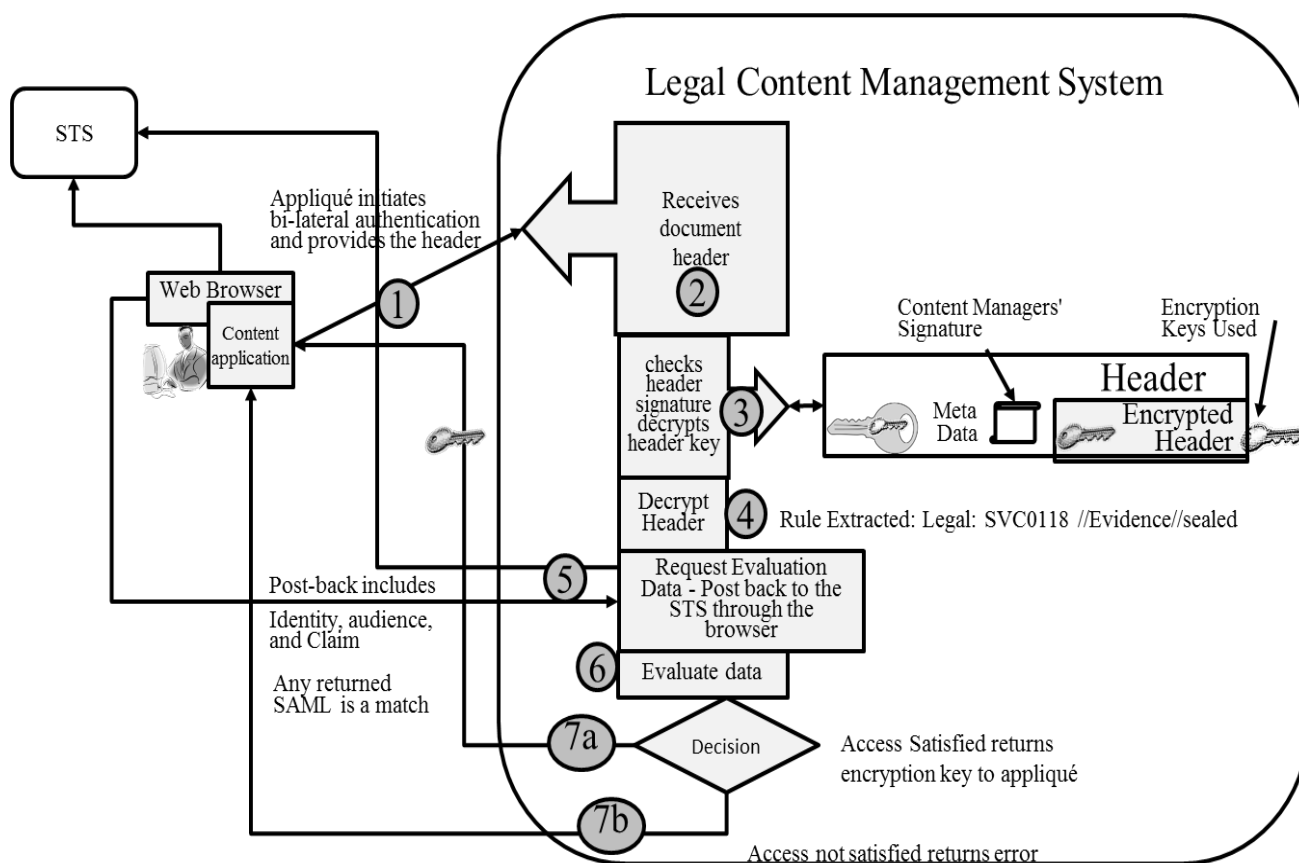 Legal Content Management System
STS
Appliqué initiates
bi-lateral authentication
and provides the header
Receives
document
header
2
Web Browser
Content
application
1
Content Managers'
Signature
Encryption
Keys Used
checks
header
signature
decrypts
header key
3
Header
Meta
Data
Encrypted
Header
Decrypt
Header
4
Rule Extracted: Legal: SVC0118 //Evidence//sealed
5
Request Evaluation
Data - Post back to the
STS through the
browser
Post-back includes
Identity, audience,
and Claim
Any returned
SAML is a match
6
Evaluate data
7a
Decision
Access Satisfied returns
encryption key to appliqué
7b
Access not satisfied returns error